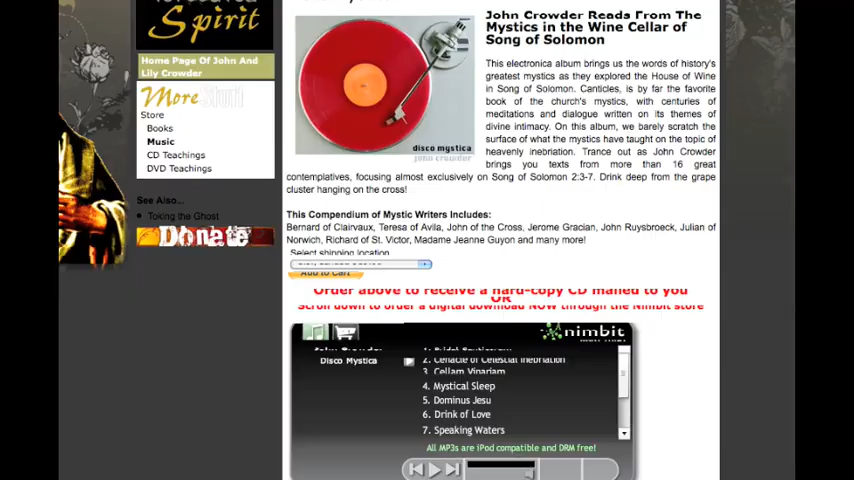 Spirit
Home Page Of John And
Lily Crowder
More
Store
Books
Music
CD Teachings
DVD Teachings
See Also...
Toking the Ghost
Donate
disco mystica
john crowder
John Crowder Reads From The
Mystics in the Wine Cellar of
Song of Solomon
This electronica album brings us the words of history's
greatest mystics as they explored the House of Wine
in Song of Solomon. Canticles, is by far the favorite
book of the church's mystics, with centuries of
meditations and dialogue written on its themes of
divine intimacy. On this album, we barely scratch the
surface of what the mystics have taught on the topic of
heavenly inebriation. Trance out as John Crowder
brings you texts from more than 16 great
contemplatives, focusing almost exclusively on Song of Solomon 2:3-7. Drink deep from the grape
cluster hanging on the cross!
This Compendium of Mystic Writers Includes:
Bernard of Clairvaux, Teresa of Avila, John of the Cross, Jerome Gracian, John Ruysbroeck, Julian of
Norwich, Richard of St. Victor, Madame Jeanne Guyon and many more!
Select shipping location
Add to Cart
Order above to receive a hard-copy CD mailed to you
OR
Scroll down to order a digital download NOW through the Nimbit store
nimbit
Disco Mystica
2. Cenacle of Celestial Inebriation
3. Cellam Vinariam
4. Mystical Sleep
5. Dominus Jesu
6. Drink of Love
7. Speaking Waters
All MP3s are iPod compatible and DRM free!